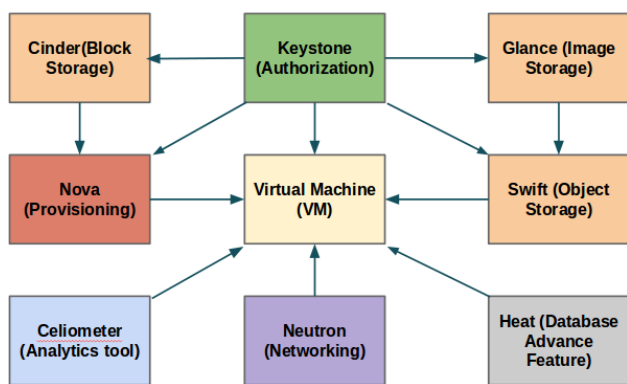 Cinder(Block
Storage)
Keystone
(Authorization)
Glance (Image
Storage)
Nova
(Provisioning)
Virtual Machine
(VM)
Swift (Object
Storage)
Celiometer
(Analytics tool)
Neutron
(Networking)
Heat (Database
Advance
Feature)